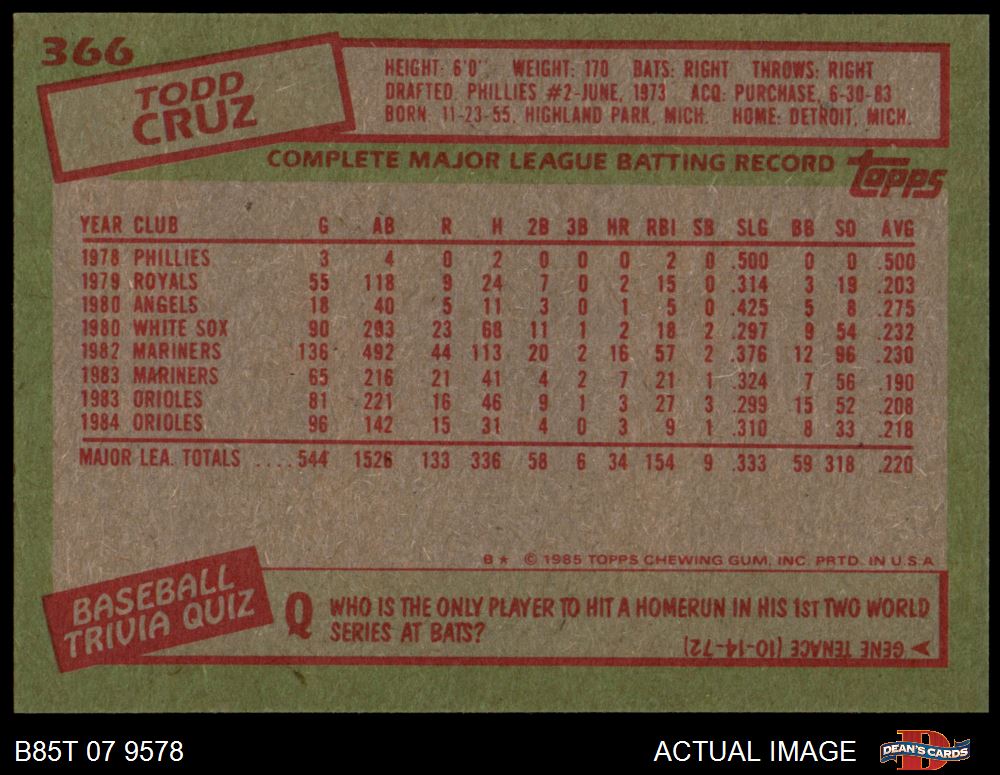 366
TODD
CRUZ
HEIGHT: 6'0" WEIGHT: 170 BATS: RIGHT THROWS: RIGHT
DRAFTED, PHILLIES #2-JUNE, 1973 ACQ: PURCHASE, 6-30-83
BORN 11-23-55, HIGHLAND PARK, MICH. HOME: DETROIT, MICH.
COMPLETE MAJOR LEAGUE BATTING RECORD
topps
YEAR CLUB G AB R H 2B 3B HR RBI SB SLG BB SO AVG
1978 PHILLIES 3 4 0 2 0 0 0 2 0 .500 0 0 .500
1979 ROYALS 55 118 9 24 7 0 2 15 0 .314 3 19 .203
1980 ANGELS 18 40 5 11 3 0 1 5 0 .425 5 8 .275
1980 WHITE SOX 90 293 23 68 11 1 2 18 2 .297 9 54 .232
1982 MARINERS 136 492 44 113 20 2 16 57 2 .376 12 96 .230
1983 MARINERS 65 216 21 41 4 2 7 21 1 .324 7 56 .190
1983 ORIOLES 81 221 16 46 9 1 3 27 3 .299 15 52 .208
1984 ORIOLES 96 142 15 31 4 0 3 9 1 .310 8 33 .218
MAJOR LEA. TOTALS ....544 1526 133 336 58 6 34 154 9 .333 59 318 .220
B★ © 1985 TOPPS CHEWING GUM, INC. PRTD. IN U.S.A
BASEBALL
TRIVIA QUIZ
Q WHO IS THE ONLY PLAYER TO HIT A HOMERUN IN HIS 1ST TWO WORLD
SERIES AT BATS?
GENE TENACE (10-14-72)
B85T 07 9578
ACTUAL IMAGE
DEAN'S CARDS